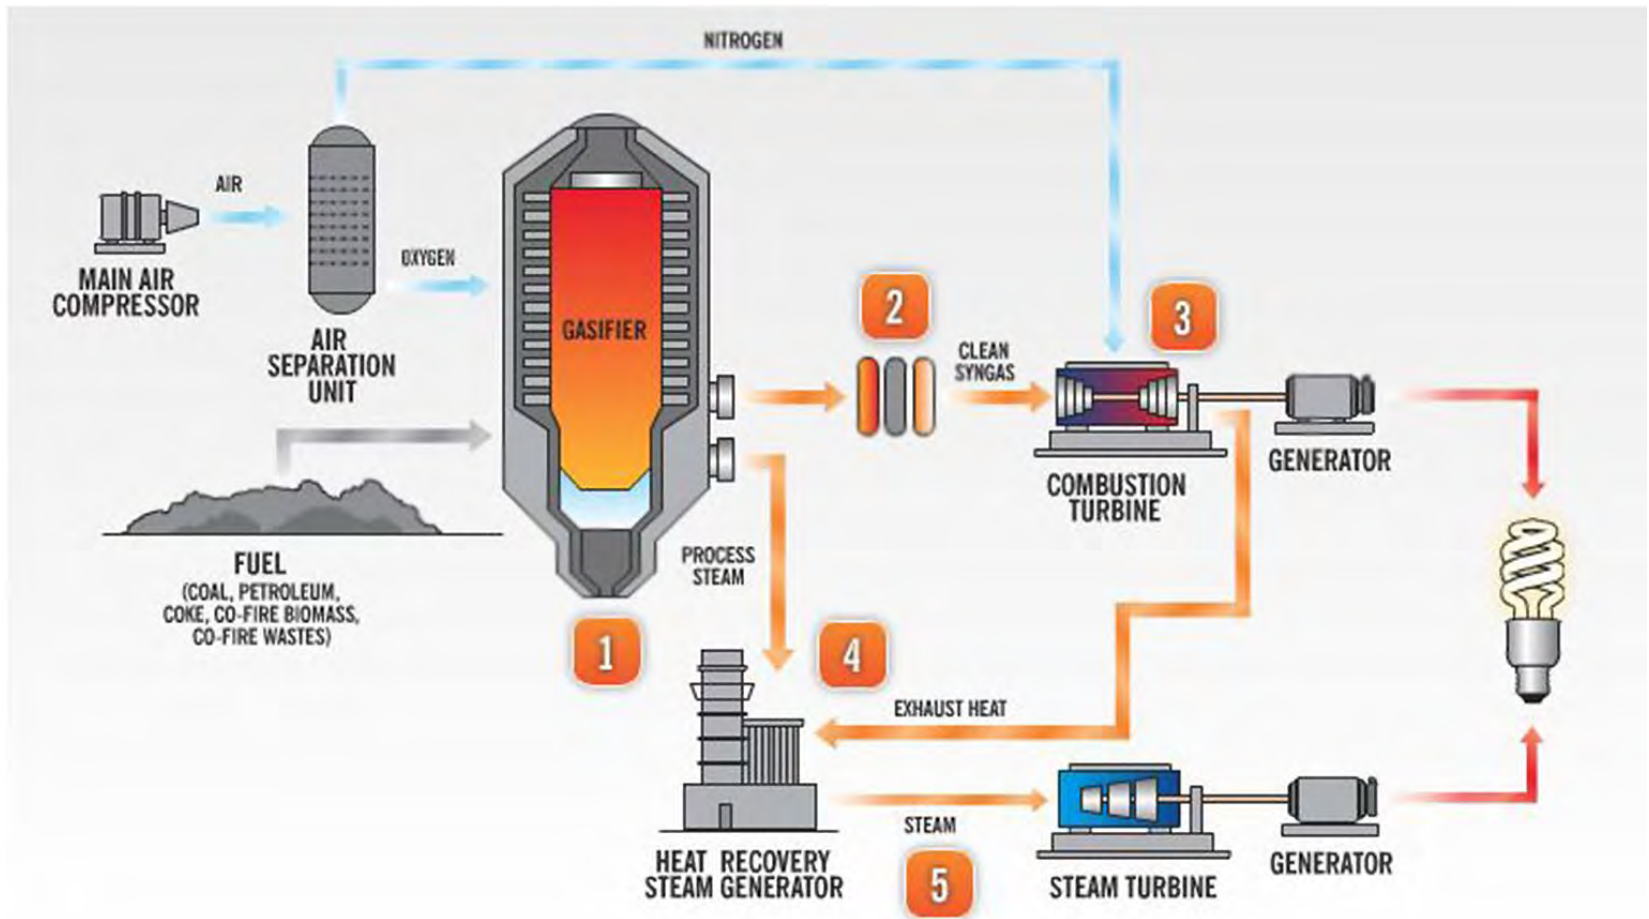 NITROGEN
AIR
MAIN AIR
COMPRESSOR
OXYGEN
AIR
SEPARATION
UNIT
GASIFIER
2
3
CLEAN
SYNGAS
COMBUSTION
TURBINE
GENERATOR
FUEL
(COAL, PETROLEUM,
COKE, CO-FIRE BIOMASS,
CO-FIRE WASTES)
1
PROCESS
STEAM
4
EXHAUST HEAT
HEAT RECOVERY
STEAM GENERATOR
STEAM
5
STEAM TURBINE
GENERATOR